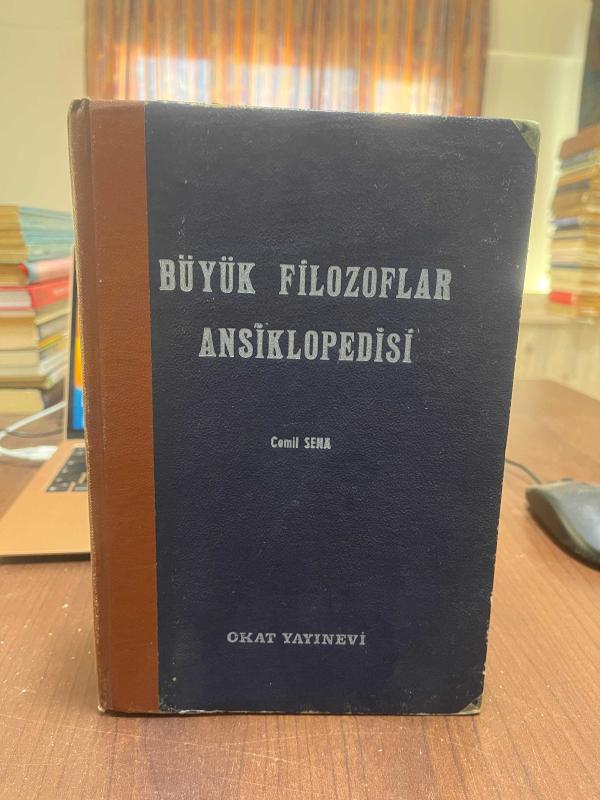 BÜYÜK FİLOZOFLAR
ANSİKLOPEDİSİ
Cemil SENA
OKAT YAYINEVİ